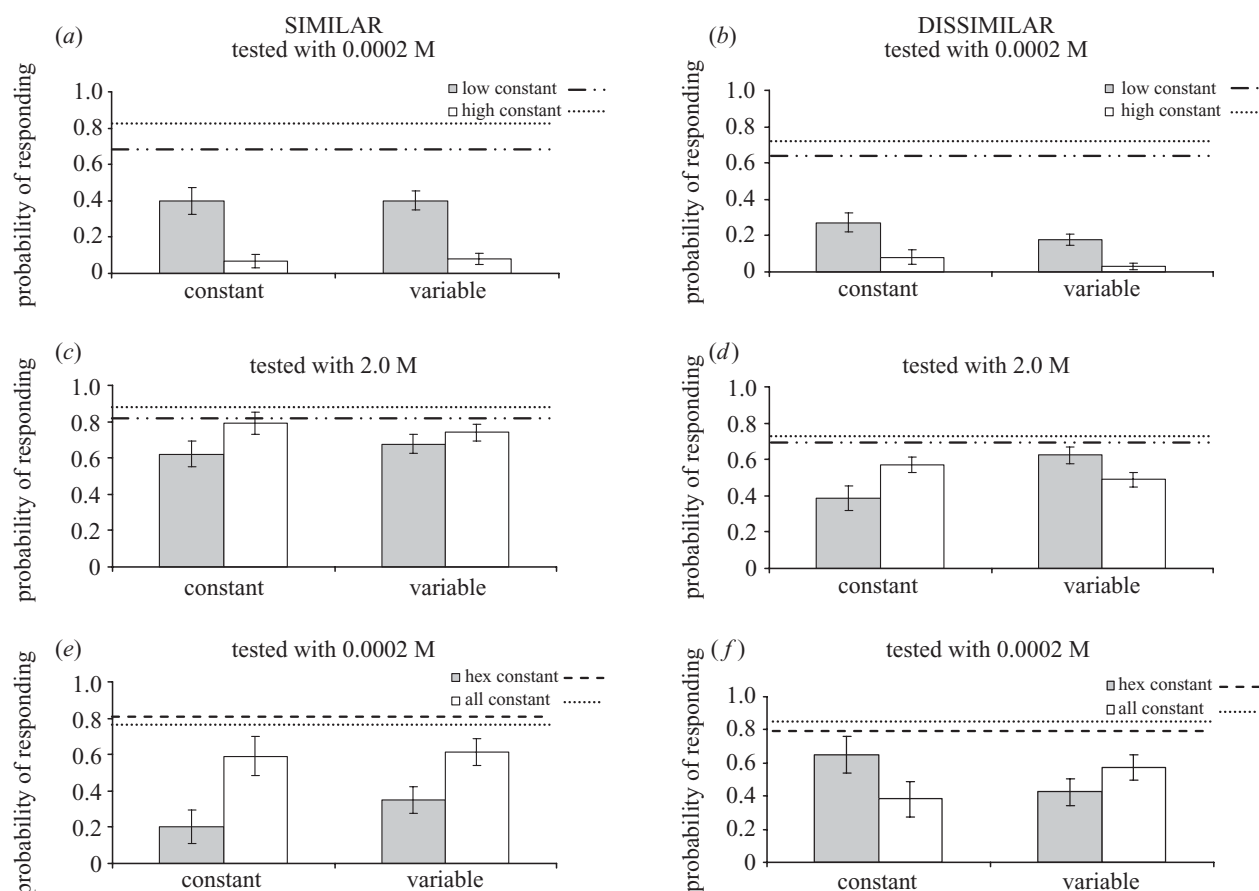 (a)
SIMILAR
tested with 0.0002 M
probability of responding
1.0
0.8
0.6
0.4
0.2
0
low constant
high constant
constant
variable
(b)
DISSIMILAR
tested with 0.0002 M
probability of responding
1.0
0.8
0.6
0.4
0.2
0
low constant
high constant
constant
variable
(c)
tested with 2.0 M
probability of responding
1.0
0.8
0.6
0.4
0.2
0
constant
variable
(d)
tested with 2.0 M
probability of responding
1.0
0.8
0.6
0.4
0.2
0
constant
variable
(e)
tested with 0.0002 M
probability of responding
1.0
0.8
0.6
0.4
0.2
0
hex constant
all constant
constant
variable
(f)
tested with 0.0002 M
probability of responding
1.0
0.8
0.6
0.4
0.2
0
hex constant
all constant
constant
variable